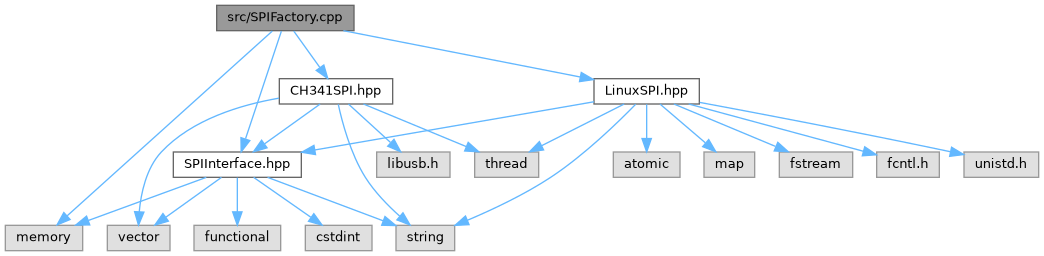 src/SPIFactory.cpp
CH341SPI.hpp
LinuxSPI.hpp
SPIInterface.hpp
libusb.h
thread
atomic
map
fstream
fcntl.h
unistd.h
memory
vector
functional
cstdint
string